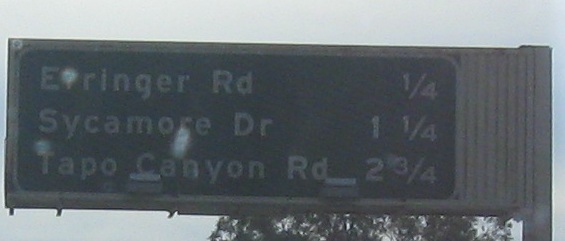 Erringer Rd 1/4
Sycamore Dr 1 1/4
Tapo Canyon Rd 2 3/4